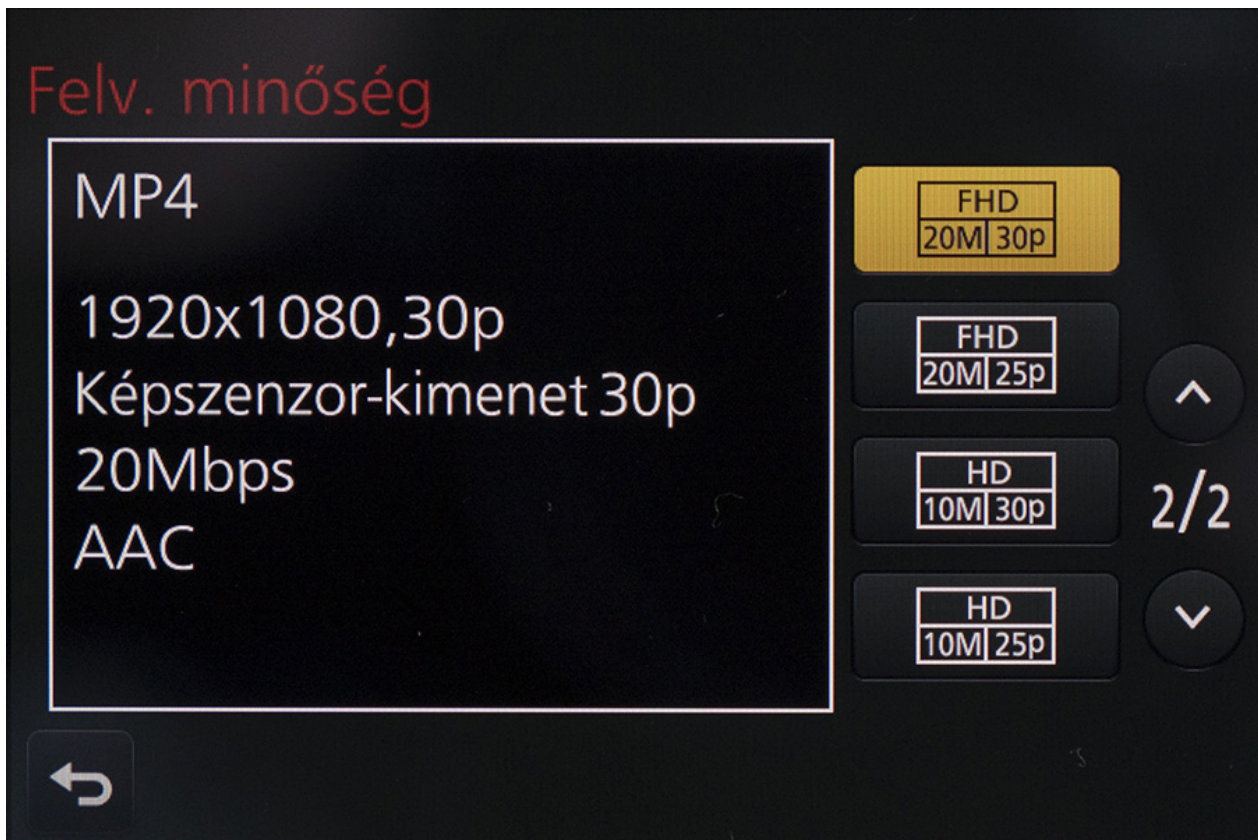 Felv. minőség
MP4
1920x1080,30p
Képszenzor-kimenet 30p
20Mbps
AAC
FHD
20M 30p
FHD
20M 25p
HD
10M 30p
HD
10M 25p
2/2